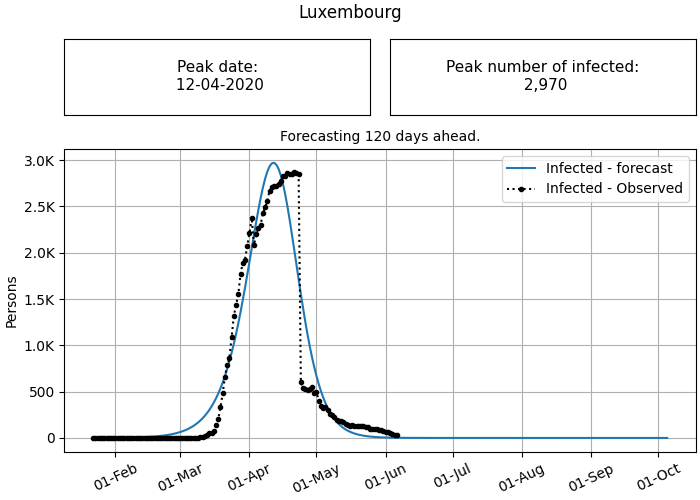 Luxembourg
Peak date:
12-04-2020
Peak number of infected:
2,970
Forecasting 120 days ahead.
3.0K
2.5K
2.0K
1.5K
1.0K
500
0
Persons
Infected - forecast
Infected - Observed
01-Feb
01-Mar
01-Apr
01-May
01-Jun
01-Jul
01-Aug
01-Sep
01-Oct